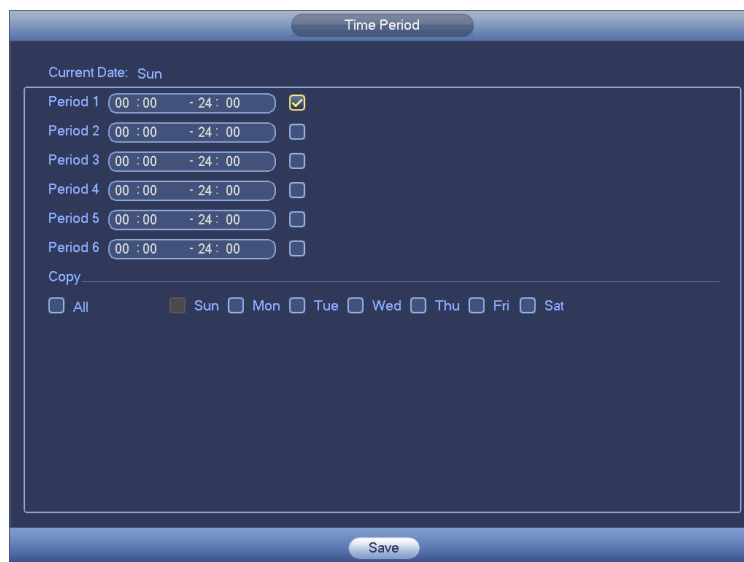 Time Period
Current Date: Sun
Period 1 00 :00 - 24 : 00
Period 2 00 :00 - 24 : 00
Period 3 00 :00 - 24 : 00
Period 4 00 :00 - 24 : 00
Period 5 00 :00 - 24 : 00
Period 6 00 :00 - 24 : 00
Copy
All Sun Mon Tue Wed Thu Fri Sat
Save